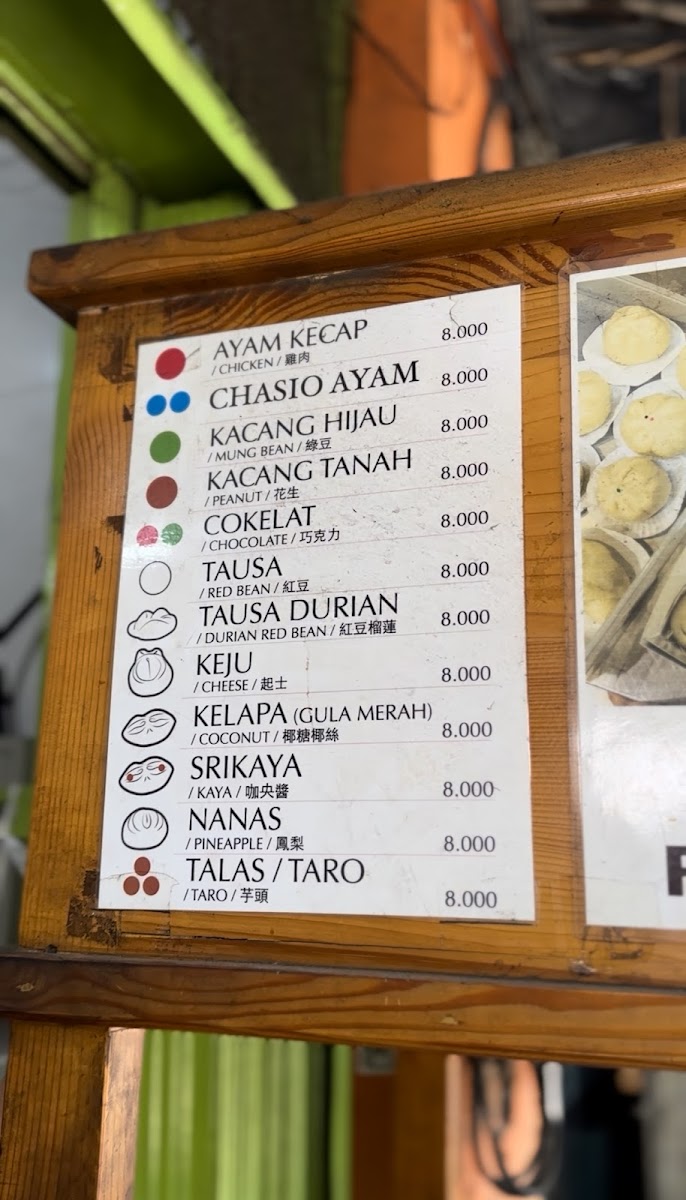 AYAM KECAP 8.000
/ CHICKEN / 雞肉
CHASIO AYAM 8.000
KACANG HIJAU 8.000
/ MUNG BEAN / 綠豆
KACANG TANAH 8.000
/ PEANUT / 花生
COKELAT 8.000
/ CHOCOLATE / 巧克力
TAUSA 8.000
/ RED BEAN / 紅豆
TAUSA DURIAN 8.000
/ DURIAN RED BEAN / 紅豆榴蓮
KEJU 8.000
/ CHEESE / 起士
KELAPA (GULA MERAH) 8.000
/ COCONUT / 椰糖椰絲
SRIKAYA 8.000
/ KAYA / 咖央醬
NANAS 8.000
/ PINEAPPLE / 鳳梨
TALAS / TARO 8.000
/ TARO / 芋頭